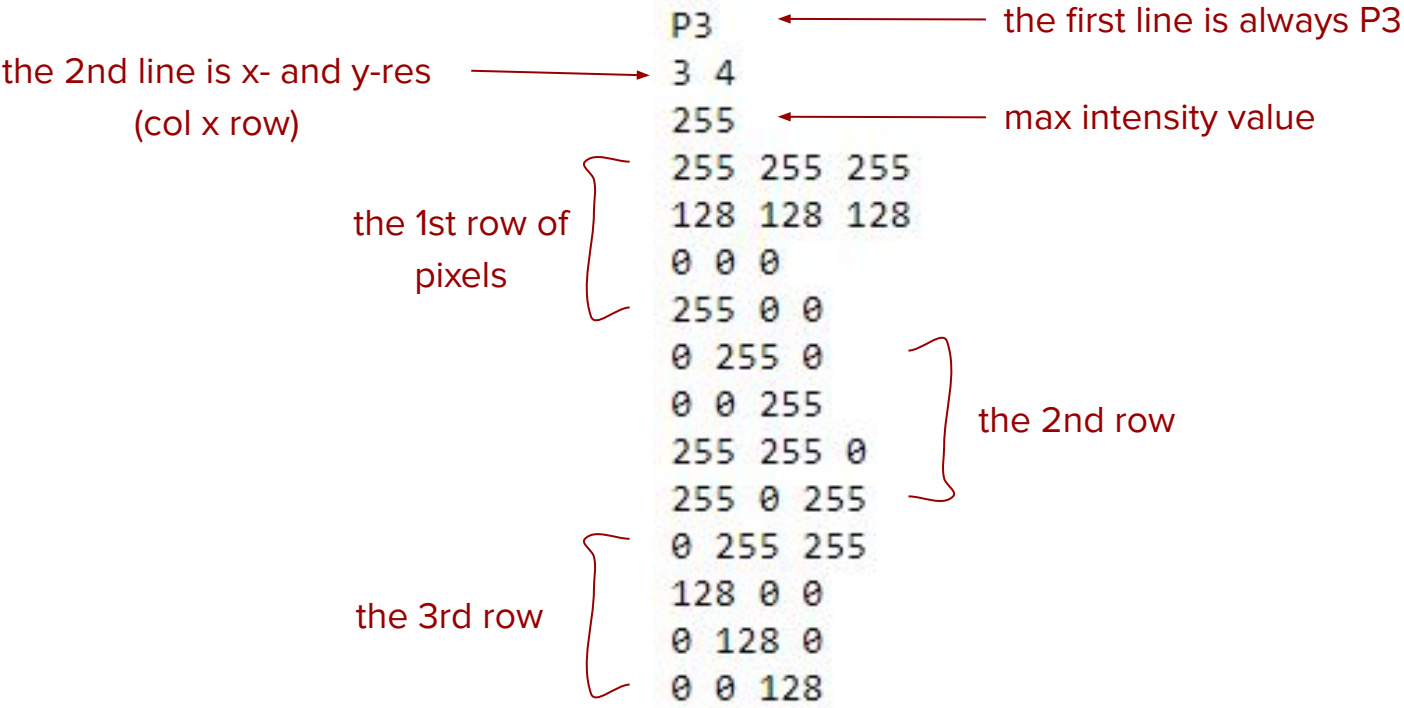 P3
the first line is always P3
the 2nd line is x- and y-res
(col x row)
3 4
255
max intensity value
the 1st row of
pixels
255 255 255
128 128 128
0 0 0
255 0 0
0 255 0
0 0 255
255 255 0
255 0 255
the 2nd row
0 255 255
128 0 0
0 128 0
0 0 128
the 3rd row